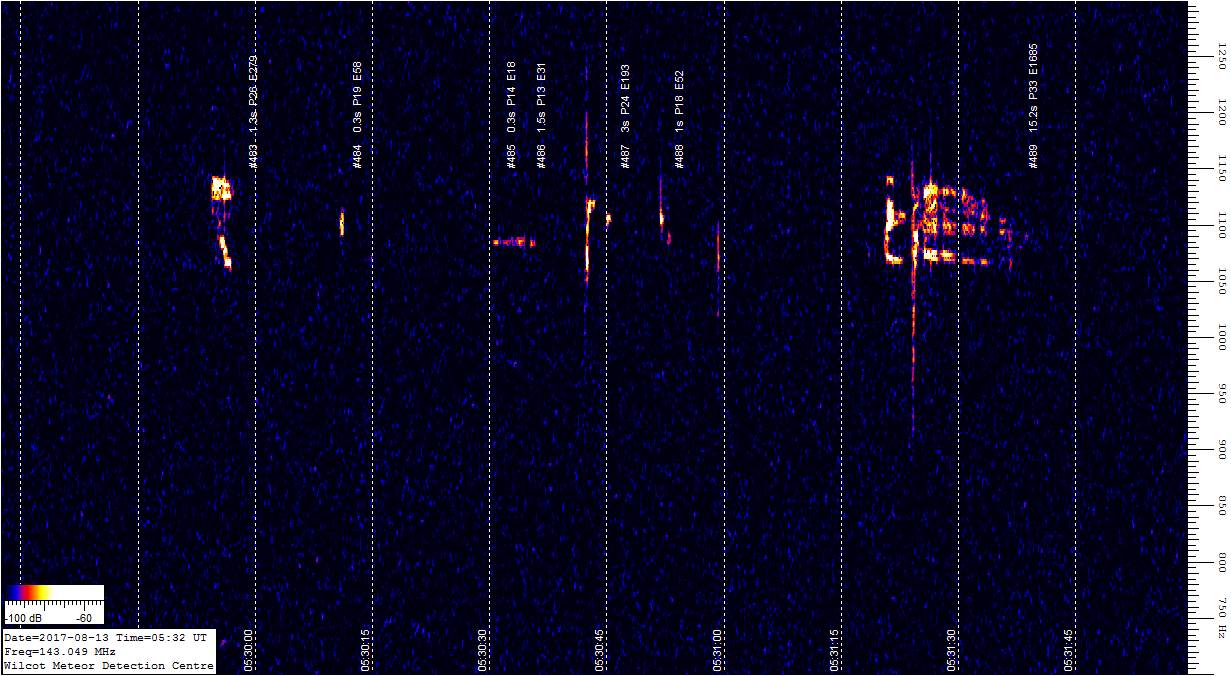 #483 1.3s P26 E279
#484 0.3s P19 E58
#485 0.3s P14 E18
#486 1.5s P13 E31
#487 3s P24 E193
#488 1s P18 E52
#489 15.2s P33 E1685
1250
1200
1150
1100
1050
1000
950
900
850
800
750 Hz
-100 dB -60
Date=2017-08-13 Time=05:32 UT
Freq=143.049 MHz
Wilcot Meteor Detection Centre
05:30:00
05:30:15
05:30:30
05:30:45
05:31:00
05:31:15
05:31:30
05:31:45